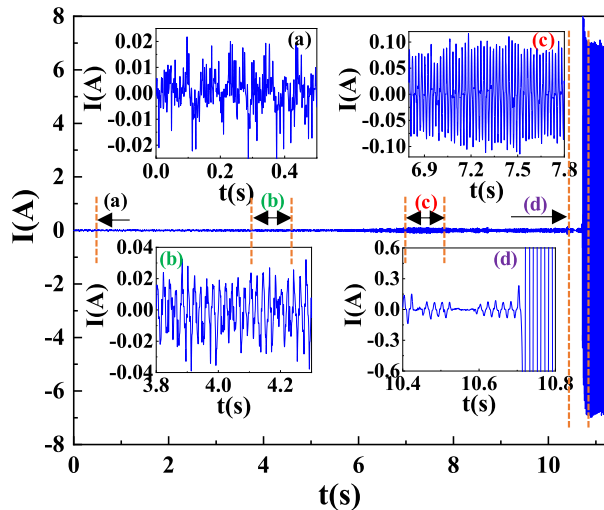 8
6
4
2
0
-2
-4
-6
-8
I(A)
0 2 4 6 8 10
t(s)
(a)
0.02
0.01
0.00
-0.01
-0.02
I(A)
0.0 0.2 0.4
t(s)
(c)
0.10
0.05
0.00
-0.05
-0.10
I(A)
6.9 7.2 7.5 7.8
t(s)
(a)
(b)
(c)
(d)
(b)
0.04
0.02
0.00
-0.02
-0.04
I(A)
3.8 4.0 4.2
t(s)
(d)
0.6
0.3
0.0
-0.3
-0.6
I(A)
10.4 10.6 10.8
t(s)